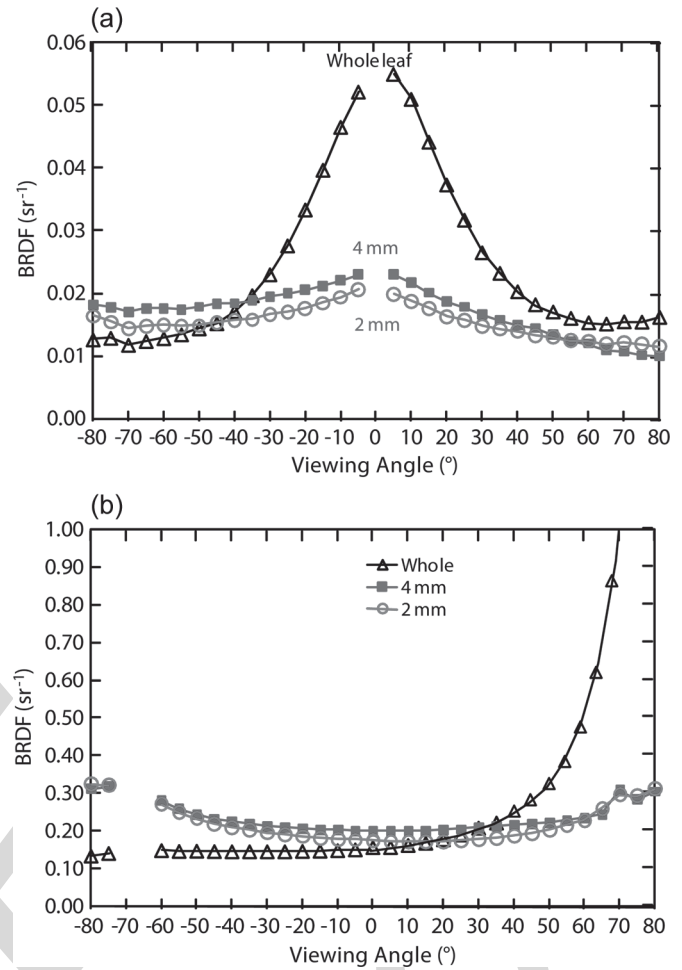 (a)
0.06
Whole leaf
0.05
0.04
BRDF (sr-1)
0.03
4 mm
0.02
2 mm
0.01
0.00
-80 -70 -60 -50 -40 -30 -20 -10 0 10 20 30 40 50 60 70 80
Viewing Angle (°)
(b)
1.00
0.90
Whole
0.80
4 mm
2 mm
0.70
0.60
BRDF (sr-1)
0.50
0.40
0.30
0.20
0.10
0.00
-80 -70 -60 -50 -40 -30 -20 -10 0 10 20 30 40 50 60 70 80
Viewing Angle (°)